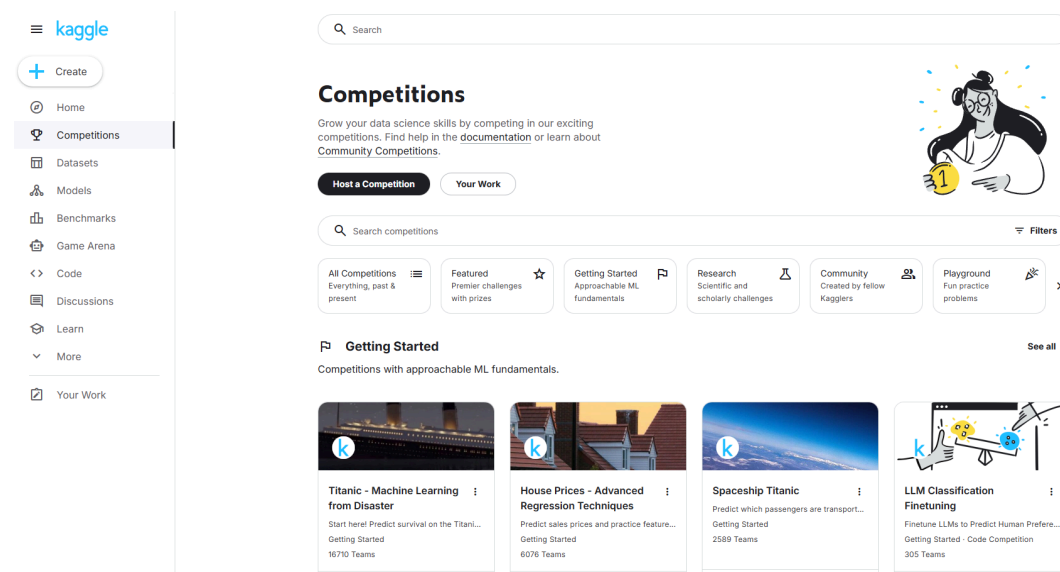 kaggle
Create
Home
Competitions
Datasets
Models
Benchmarks
Game Arena
Code
Discussions
Learn
More
Your Work
Search
Competitions
Grow your data science skills by competing in our exciting
competitions. Find help in the documentation or learn about
Community Competitions.
Host a Competition
Your Work
Search competitions
Filters
All Competitions
Everything, past &
present
Featured
Premier challenges
with prizes
Getting Started
Approachable ML
fundamentals
Research
Scientific and
scholarly challenges
Community
Created by fellow
Kagglers
Playground
Fun practice
problems
Getting Started
See all
Competitions with approachable ML fundamentals.
k
Titanic - Machine Learning
from Disaster
Start here! Predict survival on the Titani...
Getting Started
16710 Teams
k
House Prices - Advanced
Regression Techniques
Predict sales prices and practice feature...
Getting Started
6076 Teams
k
Spaceship Titanic
Predict which passengers are transport...
Getting Started
2589 Teams
k
LLM Classification
Finetuning
Finetune LLMs to Predict Human Prefere...
Getting Started · Code Competition
305 Teams
1